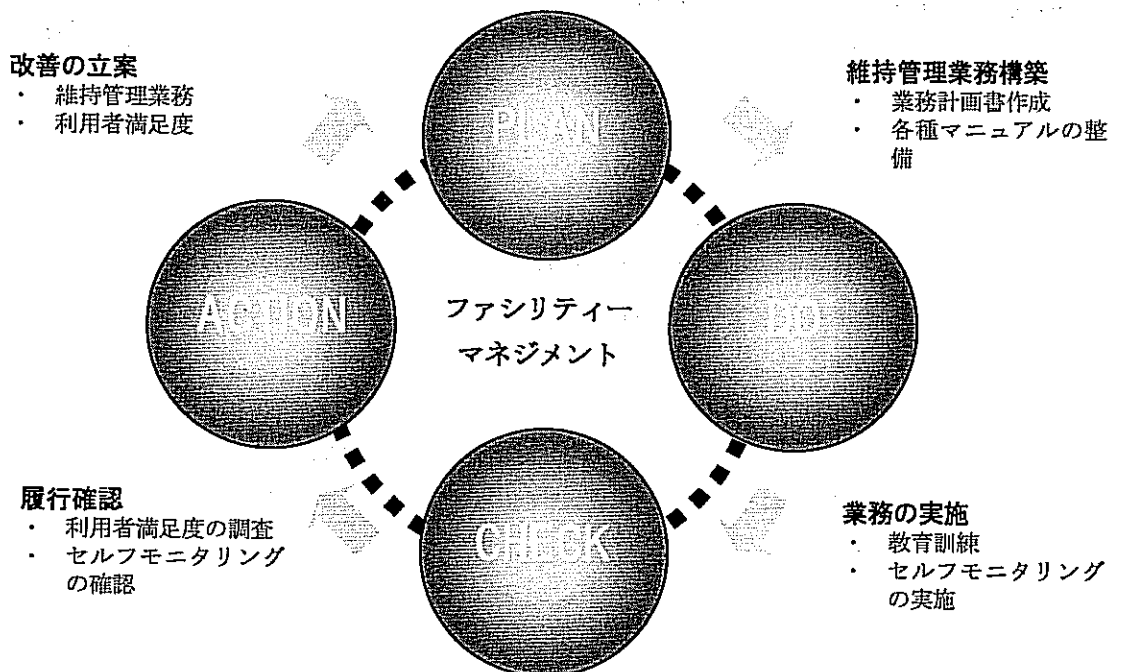 改善の立案
・ 維持管理業務
・ 利用者満足度
PLAN
維持管理業務構築
・ 業務計画書作成
・ 各種マニュアルの整
備
ACTION
ファシリティー
マネジメント
DO
履行確認
・ 利用者満足度の調査
・ セルフモニタリング
の確認
CHECK
業務の実施
・ 教育訓練
・ セルフモニタリング
の実施